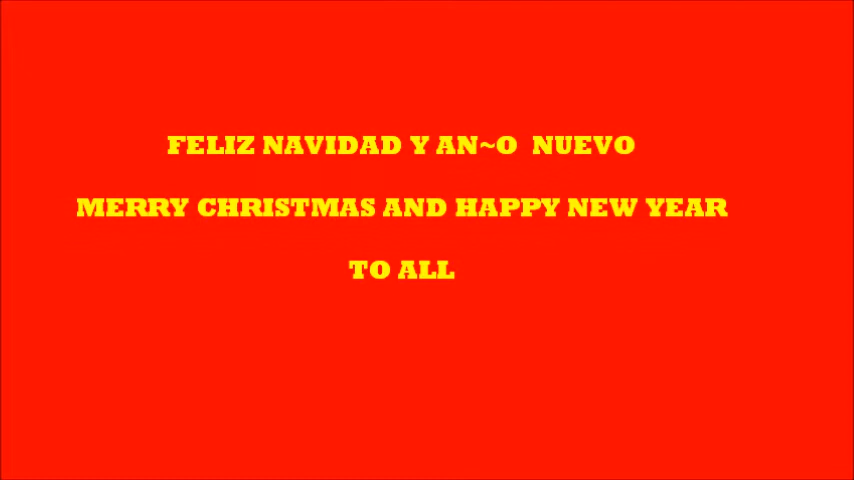 FELIZ NAVIDAD Y AN~O NUEVO
MERRY CHRISTMAS AND HAPPY NEW YEAR
TO ALL